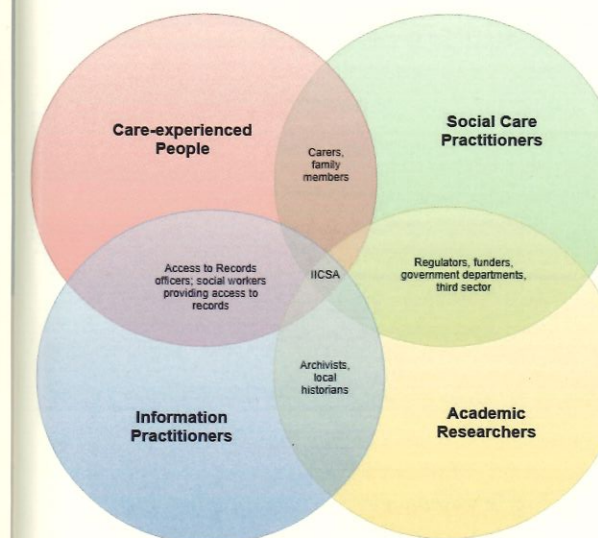 Care-experienced
People
Social Care
Practitioners
Carers,
family
members
Access to Records
officers; social workers
providing access to
records
IICSA
Regulators, funders,
government departments,
third sector
Archivists,
local
historians
Information
Practitioners
Academic
Researchers